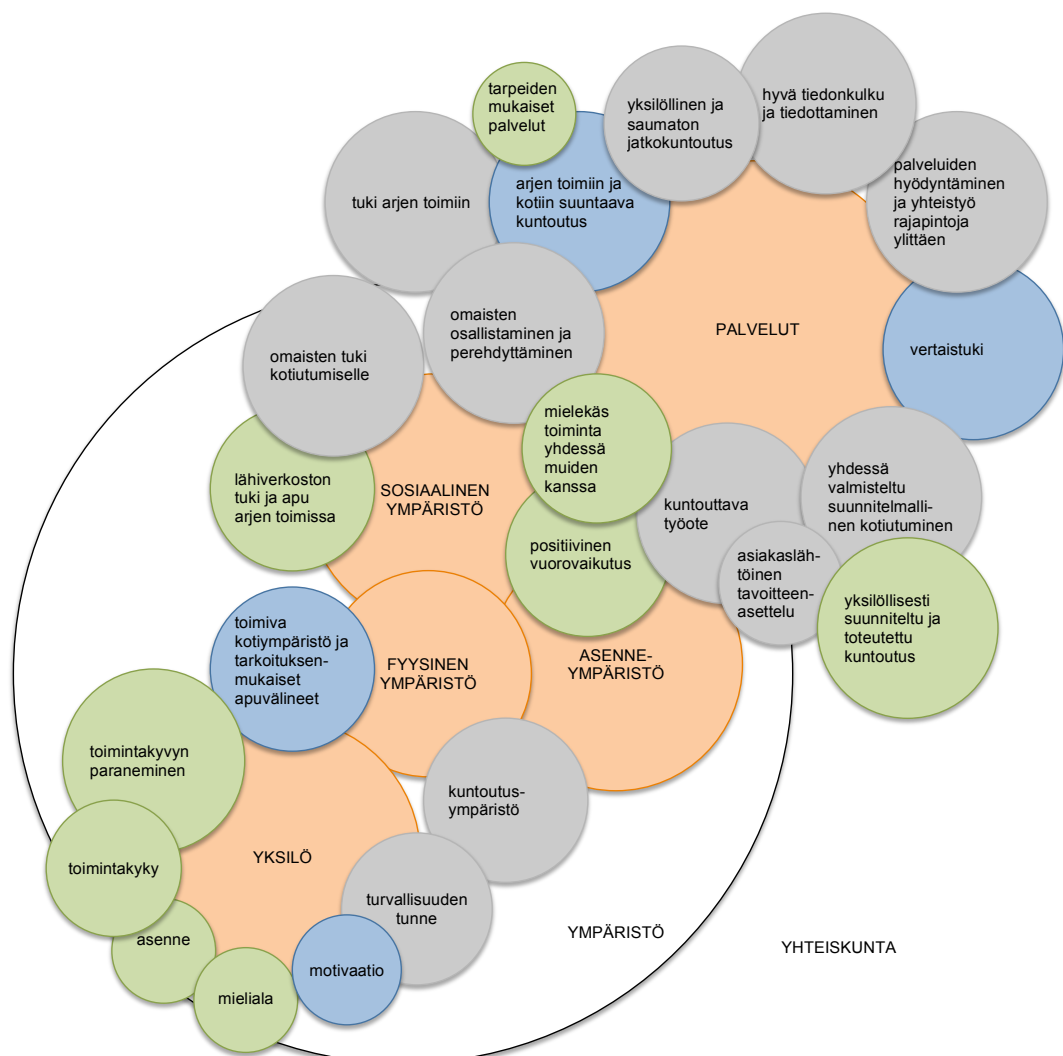 tarpeiden
mukaiset
palvelut
yksilöllinen ja
saumaton
jatkokuntoutus
hyvä tiedonkulku
ja tiedottaminen
palveluiden
hyödyntäminen
ja yhteistyö
rajapintoja
ylittäen
tuki arjen toimiin
arjen toimiin ja
kotiin suuntaava
kuntoutus
omaisten
osallistaminen ja
perehdyttäminen
PALVELUT
vertaistuki
omaisten tuki
kotiutumiselle
mielekäs
toiminta
yhdessä
muiden
kanssa
lähiverkoston
tuki ja apu
arjen toimissa
SOSIAALINEN
YMPÄRISTÖ
kuntouttava
työote
yhdessä
valmisteltu
suunnitelmalli-
nen kotiutuminen
positiivinen
vuorovaikutus
asiakasläh-
töinen
tavoitteen-
asettelu
yksilöllisesti
suunniteltu ja
toteutettu
kuntoutus
toimiva
kotiympäristö ja
tarkoituksen-
mukaiset
apuvälineet
FYYSINEN
YMPÄRISTÖ
ASENNE-
YMPÄRISTÖ
toimintakyvyn
paraneminen
kuntoutus-
ympäristö
toimintakyky
YKSILÖ
turvallisuuden
tunne
asenne
mieliala
motivaatio
YMPÄRISTÖ
YHTEISKUNTA